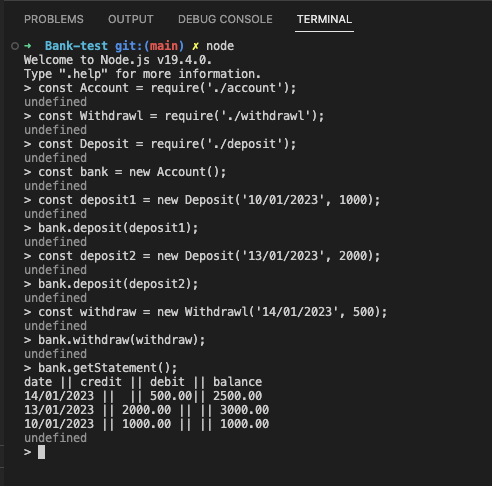 PROBLEMS OUTPUT DEBUG CONSOLE TERMINAL
➜ Bank-test git:(main) ✗ node
Welcome to Node.js v19.4.0.
Type ".help" for more information.
> const Account = require('./account');
undefined
> const Withdrawl = require('./withdrawl');
undefined
> const Deposit = require('./deposit');
undefined
> const bank = new Account();
undefined
> const deposit1 = new Deposit('10/01/2023', 1000);
undefined
> bank.deposit(deposit1);
undefined
> const deposit2 = new Deposit('13/01/2023', 2000);
undefined
> bank.deposit(deposit2);
undefined
> const withdraw = new Withdrawl('14/01/2023', 500);
undefined
> bank.withdraw(withdraw);
undefined
> bank.getStatement();
date || credit || debit || balance
14/01/2023 ||  || 500.00|| 2500.00
13/01/2023 || 2000.00 || || 3000.00
10/01/2023 || 1000.00 || || 1000.00
undefined
>